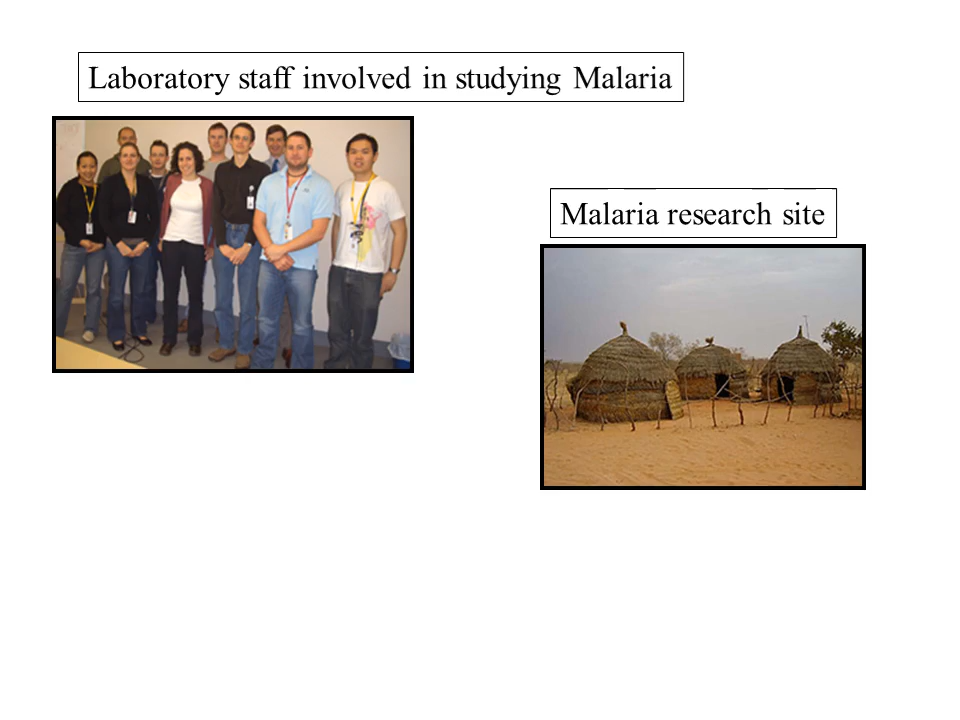 Laboratory staff involved in studying Malaria
Malaria research site